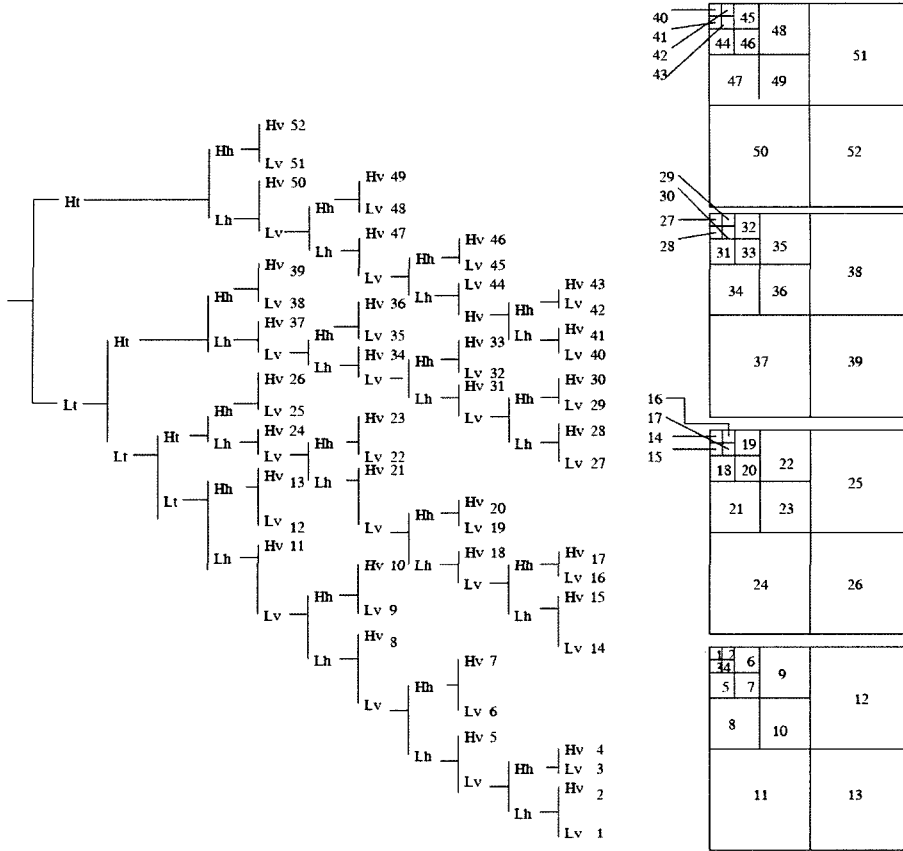 Hv 52
Hh
Lv 51
Ht
Hv 50
Lh
Lv
Hv 49
Hh
Lv 48
Hv 47
Lh
Lv
Hv 46
Hh
Lv 45
Lv 44
Lh
Hv
Hv 43
Hh
Lv 42
Hv 41
Lh
Lv 40
Lt
Ht
Hv 39
Hh
Lv 38
Hv 37
Lh
Lv
Hv 36
Hh
Lv 35
Hv 34
Lh
Lv
Hv 33
Hh
Lv 32
Hv 31
Lh
Lv
Hv 30
Hh
Lv 29
Hv 28
Lh
Lv 27
Lt
Ht
Hv 26
Hh
Lv 25
Hv 24
Lh
Lv
Hv 23
Hh
Lv 22
Hv 21
Lh
Lv
Hv 20
Hh
Lv 19
Hv 18
Lh
Lv
Hv 17
Hh
Lv 16
Hv 15
Lh
Lv 14
Lt
Hv 13
Hh
Lv 12
Hv 11
Lh
Lv
Hv 10
Hh
Lv 9
Hv 8
Lh
Lv
Hv 7
Hh
Lv 6
Hv 5
Lh
Lv
Hv 4
Hh
Lv 3
Hv 2
Lh
Lv 1
40 45 48
41
42 44 46 51
43
47 49
50 52
29
30
27 32
28 35
31 33 38
34 36
37 39
16
17
14 19
15 22
18 20 25
21 23
24 26
1 2 6 9
3 4
5 7 12
8 10
11 13